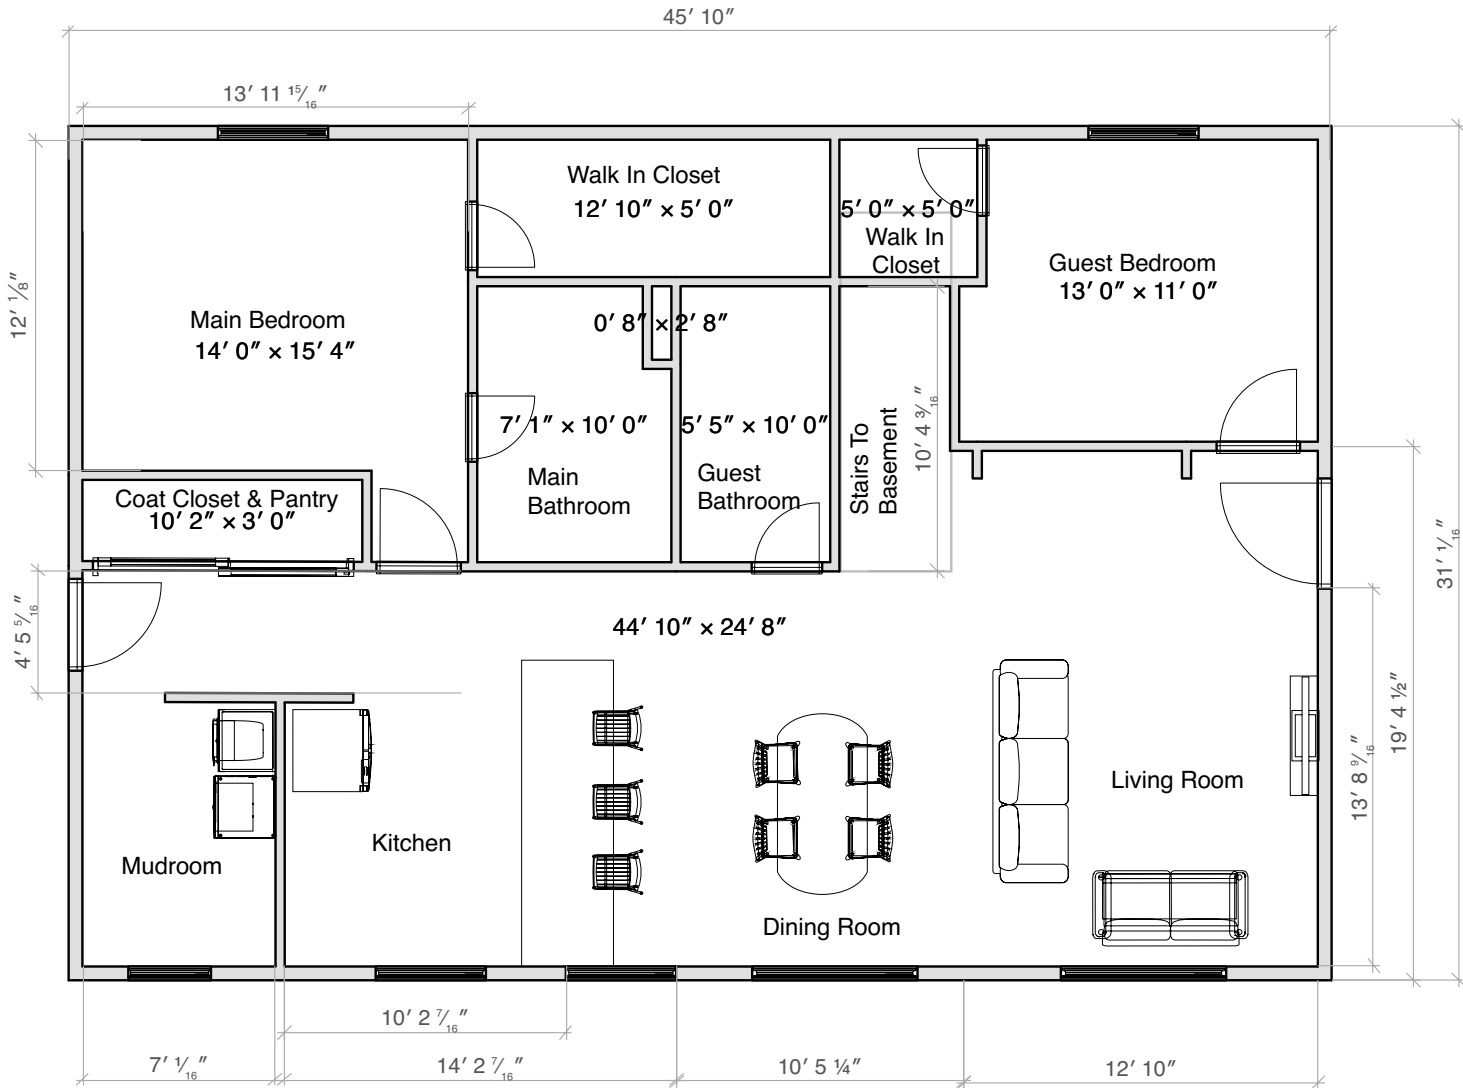 45′ 10″
13′ 11 15⁄16″
Walk In Closet
12′ 10″ × 5′ 0″
5′ 0″ × 5′ 0″
Walk In
Closet
Guest Bedroom
13′ 0″ × 11′ 0″
12′ 1⁄8″
Main Bedroom
14′ 0″ × 15′ 4″
0′ 8″ × 2′ 8″
7′ 1″ × 10′ 0″
5′ 5″ × 10′ 0″
Main
Bathroom
Guest
Bathroom
Stairs To
Basement
10′ 4 3⁄16″
Coat Closet & Pantry
10′ 2″ × 3′ 0″
31′ 1⁄16″
4′ 5 5⁄16″
44′ 10″ × 24′ 8″
19′ 4 ½″
13′ 8 9⁄16″
Living Room
Kitchen
Mudroom
Dining Room
10′ 2 7⁄16″
7′ 1⁄16″
14′ 2 7⁄16″
10′ 5 ¼″
12′ 10″